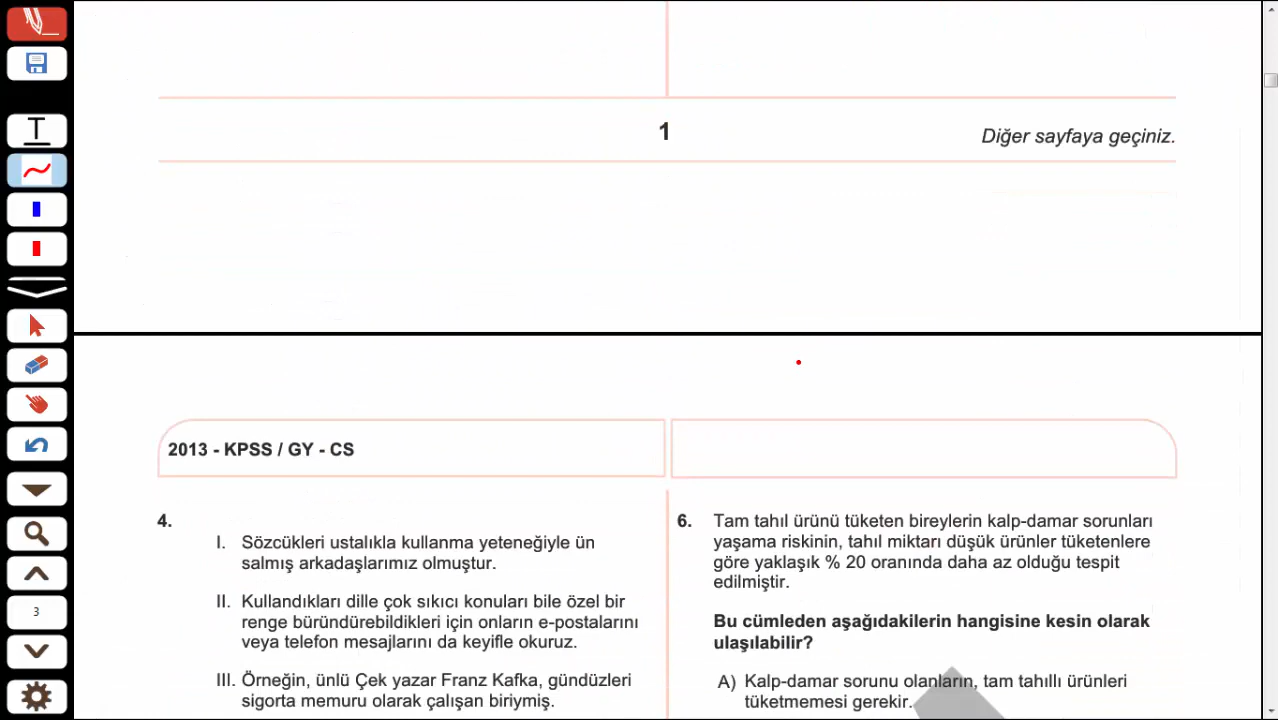 1
Diğer sayfaya geçiniz.
2013 - KPSS / GY - CS
4.
I. Sözcükleri ustalıkla kullanma yeteneğiyle ün
salmış arkadaşlarımız olmuştur.
II. Kullandıkları dille çok sıkıcı konuları bile özel bir
renge büründürebildikleri için onların e-postalarını
veya telefon mesajlarını da keyifle okuruz.
III. Örneğin, ünlü Çek yazar Franz Kafka, gündüzleri
sigorta memuru olarak çalışan biriymiş.
6. Tam tahıl ürünü tüketen bireylerin kalp-damar sorunları
yaşama riskinin, tahıl miktarı düşük ürünler tüketenlere
göre yaklaşık % 20 oranında daha az olduğu tespit
edilmiştir.
Bu cümleden aşağıdakilerin hangisine kesin olarak
ulaşılabilir?
A) Kalp-damar sorunu olanların, tam tahıllı ürünleri
tüketmemesi gerekir.
T
3